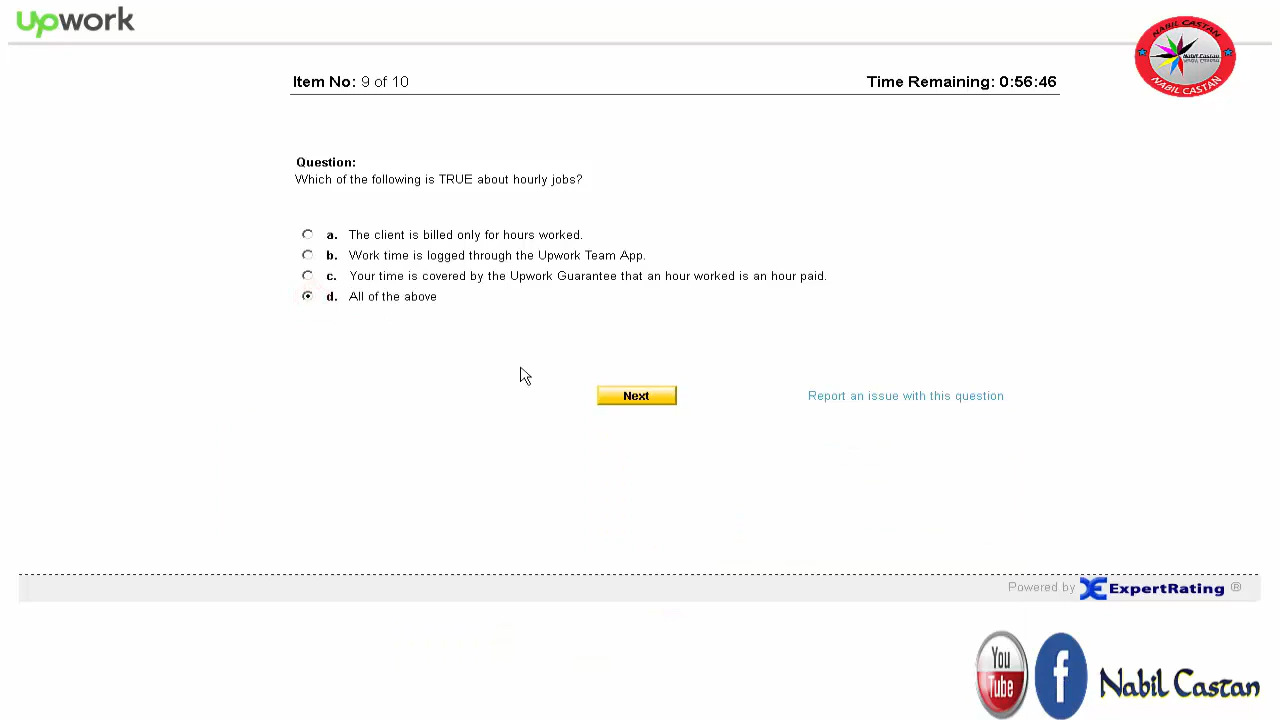 upwork
NABIL CASTAN
Nabil Castan
NABIL CASTAN
Item No: 9 of 10
Time Remaining: 0:56:46
Question:
Which of the following is TRUE about hourly jobs?
a. The client is billed only for hours worked.
b. Work time is logged through the Upwork Team App.
c. Your time is covered by the Upwork Guarantee that an hour worked is an hour paid.
d. All of the above
Next
Report an issue with this question
Powered by ExpertRating ®
You
Tube
f
Nabil Castan